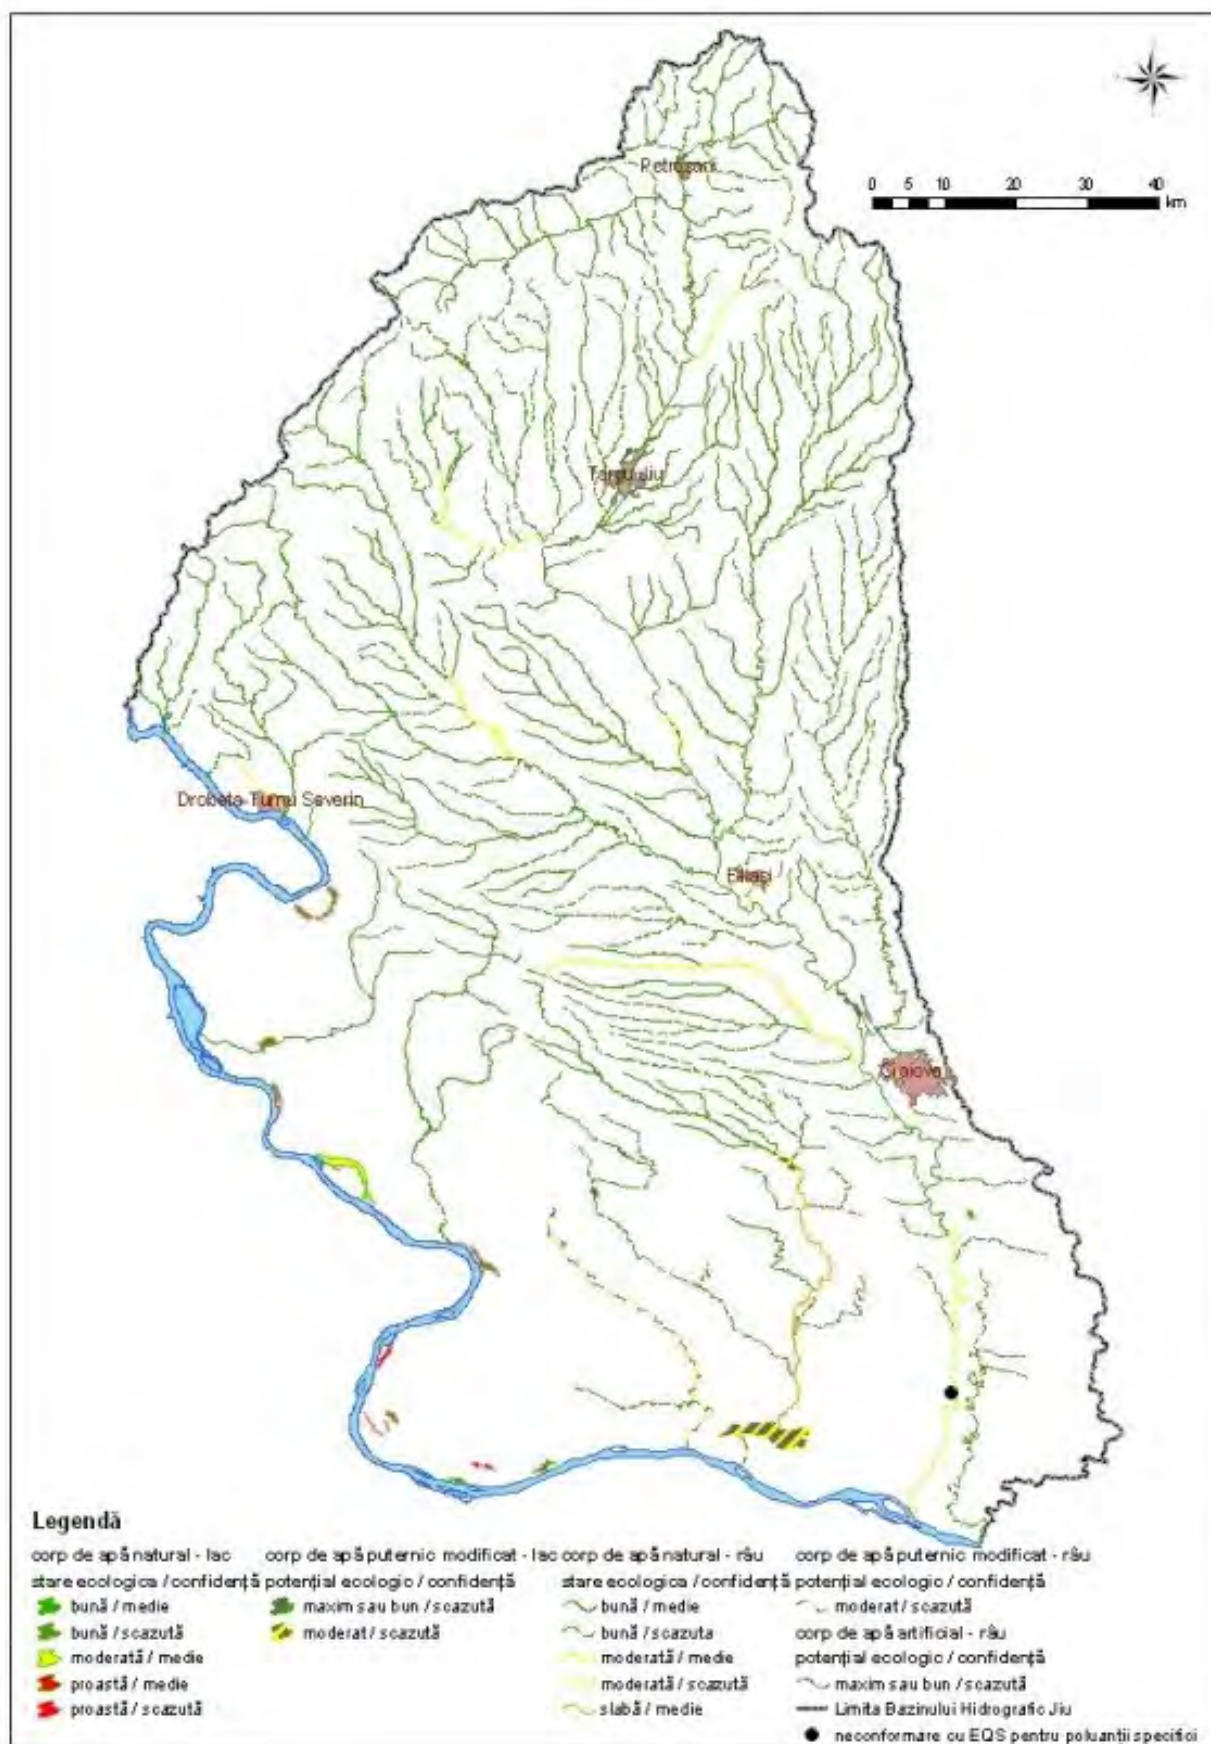 Petroșani
0 5 10 20 30 40
km
Târgu Jiu
Drobeta Turnu Severin
Filiași
Craiova
Legendă
corp de apă natural - lac
stare ecologica / confidență
bună / medie
bună / scazută
moderată / medie
proastă / medie
proastă / scazută
corp de apă puternic modificat - lac
potențial ecologic / confidență
maxim sau bun / scazută
moderat / scazută
corp de apă natural - râu
stare ecologica / confidență
bună / medie
bună / scazuta
moderată / medie
moderată / scazută
slabă / medie
corp de apă puternic modificat - râu
potențial ecologic / confidență
moderat / scazută
corp de apă artificial - râu
potențial ecologic / confidență
maxim sau bun / scazută
Limita Bazinului Hidrografic Jiu
neconformare cu EQS pentru poluanții specifici